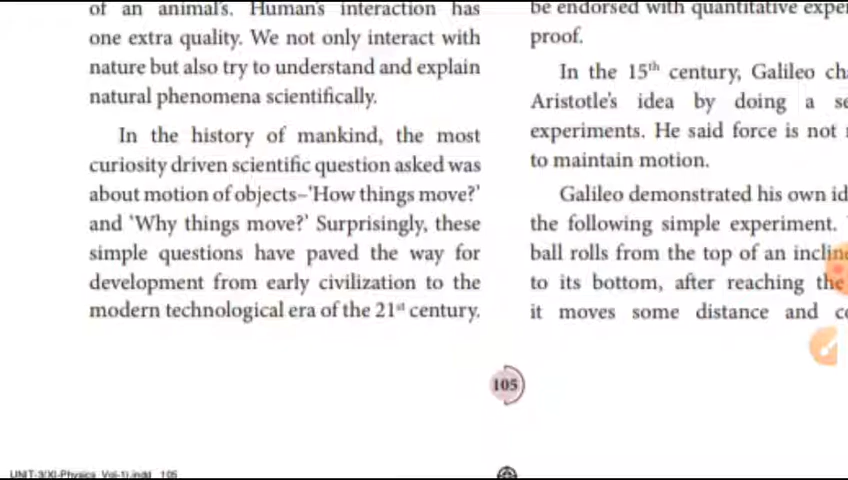 of an animal's. Human's interaction has
one extra quality. We not only interact with
nature but also try to understand and explain
natural phenomena scientifically.
In the history of mankind, the most
curiosity driven scientific question asked was
about motion of objects–'How things move?'
and 'Why things move?' Surprisingly, these
simple questions have paved the way for
development from early civilization to the
modern technological era of the 21st century.
be endorsed with quantitative expe
proof.
In the 15th century, Galileo ch
Aristotle's idea by doing a se
experiments. He said force is not
to maintain motion.
Galileo demonstrated his own id
the following simple experiment.
ball rolls from the top of an incline
to its bottom, after reaching the
it moves some distance and co
105
UNIT-3(XI-Physics_Vol-1).indd 105